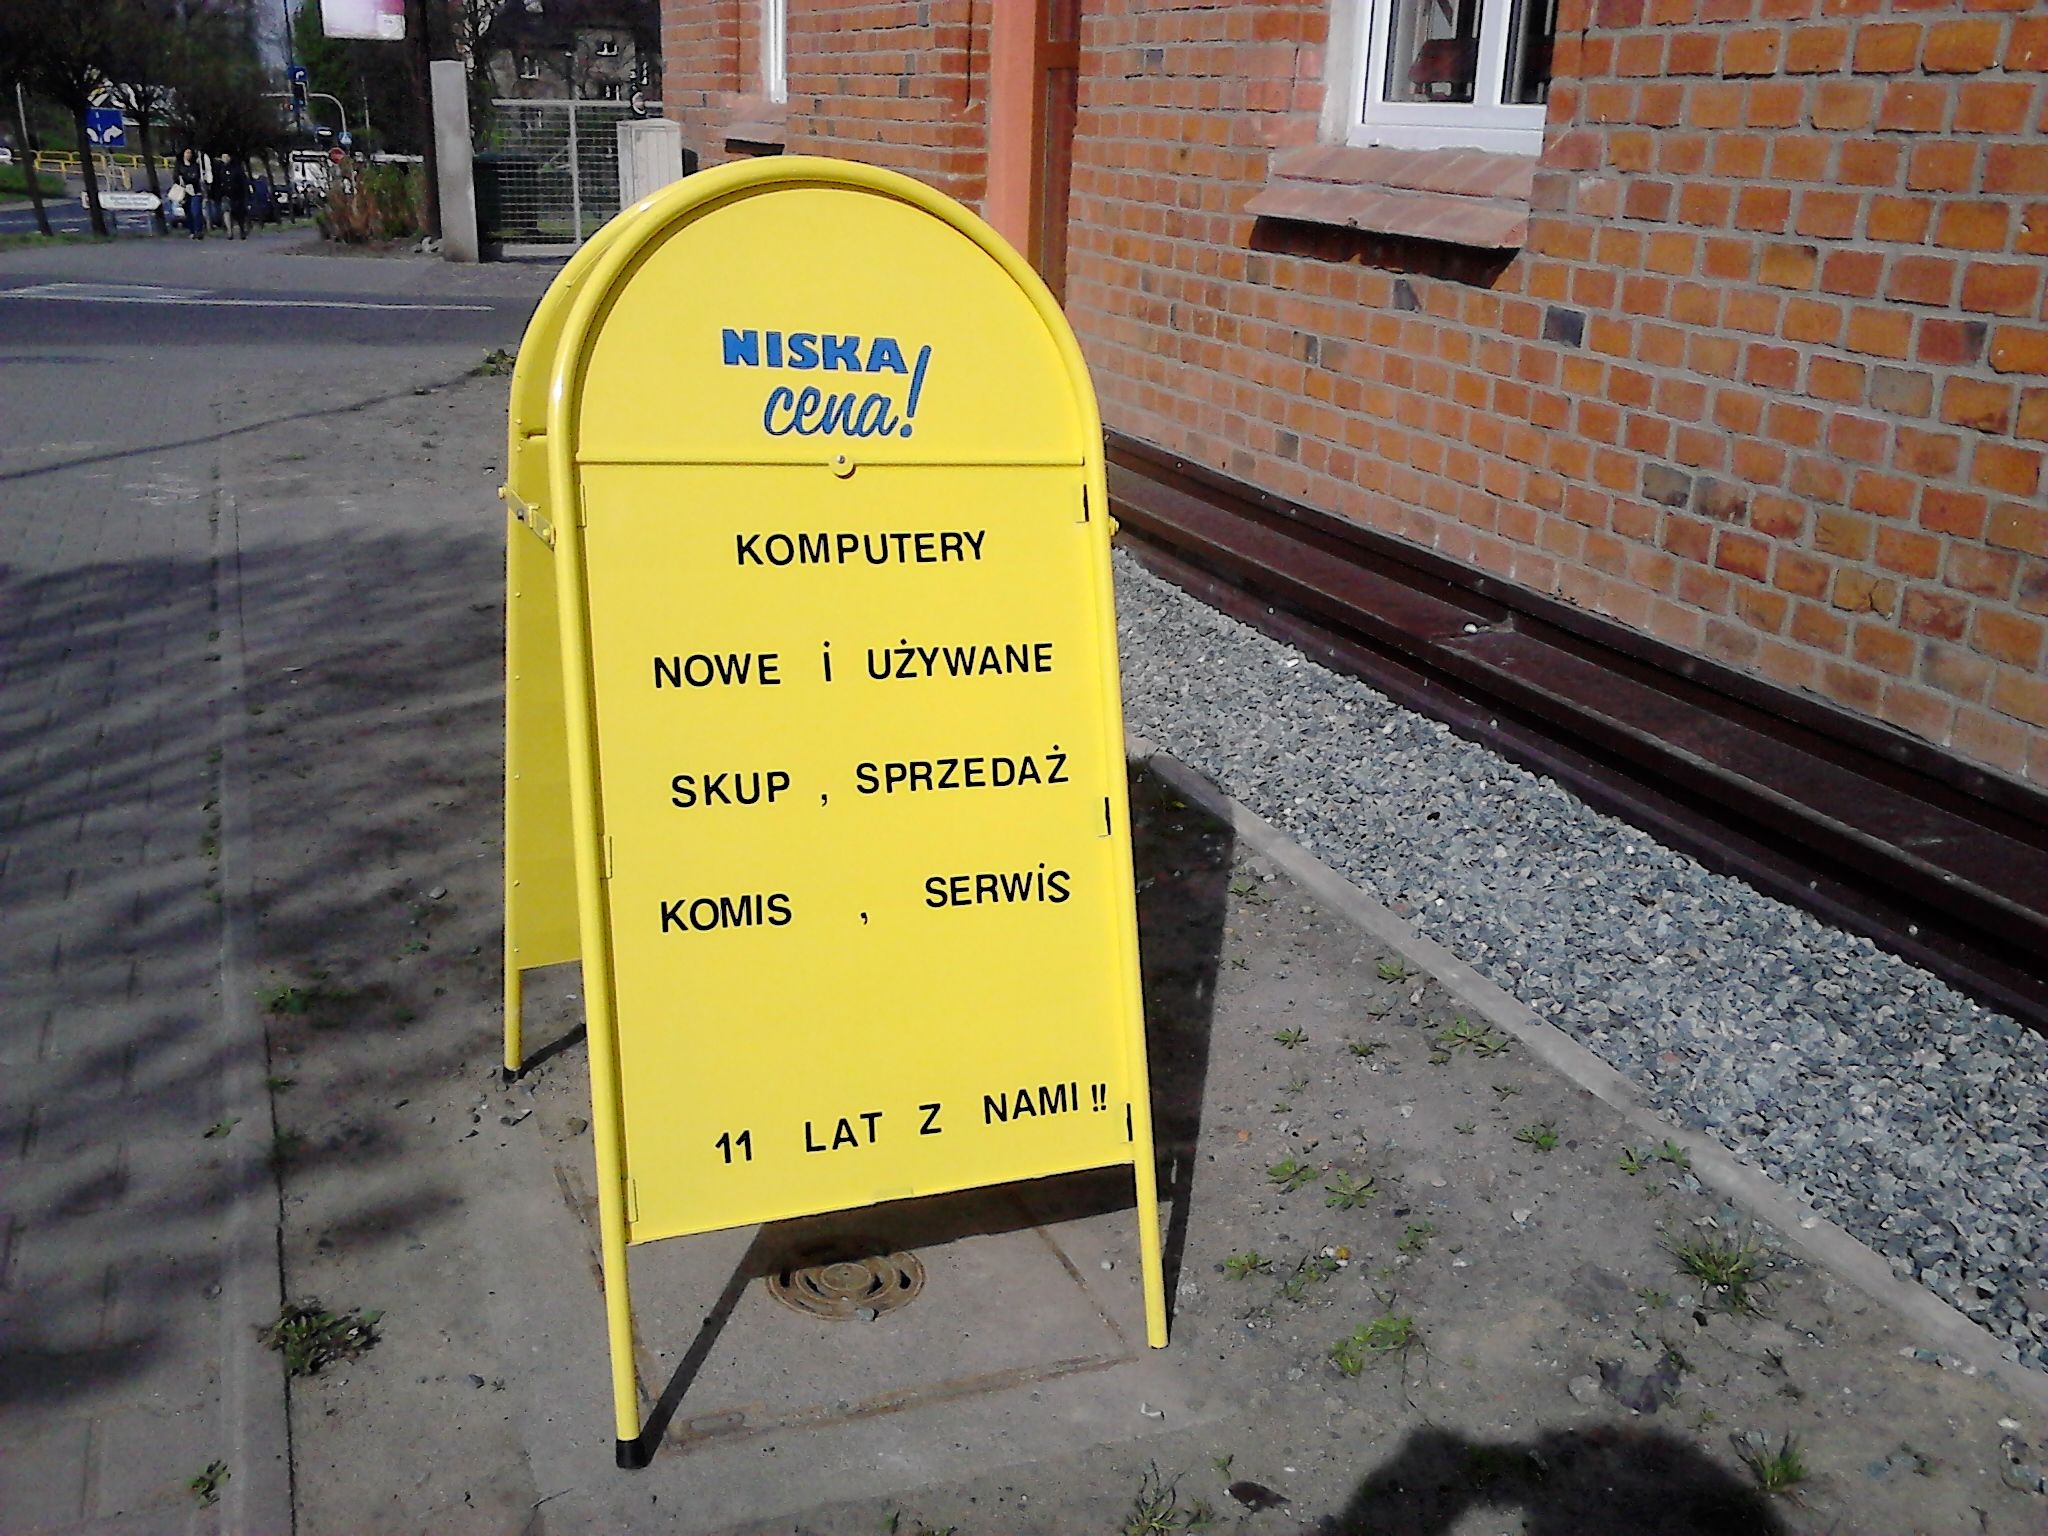 NISKA
cena!
KOMPUTERY
NOWE i UŻYWANE
SKUP , SPRZEDAŻ
KOMIS , SERWiS
11 LAT Z NAMI !!